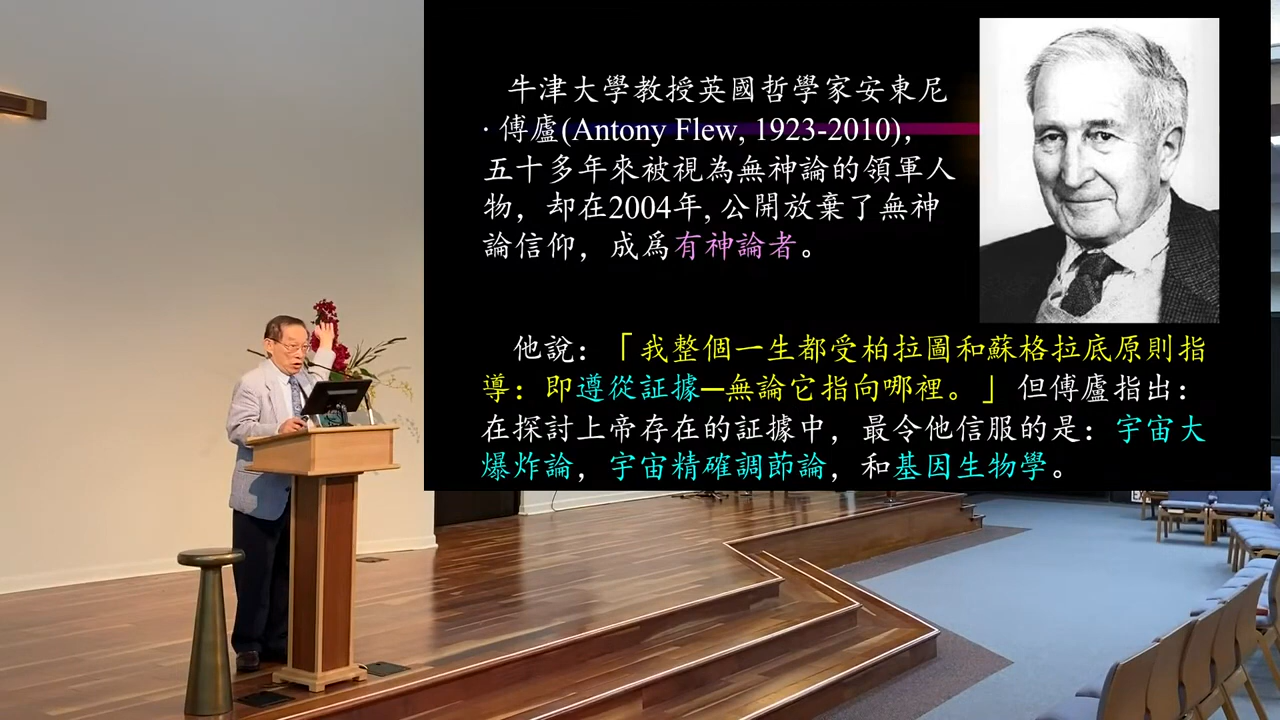 牛津大學教授英國哲學家安東尼
· 傅廬(Antony Flew, 1923-2010)，
五十多年來被視為無神論的領軍人
物，却在2004年, 公開放棄了無神
論信仰，成爲有神論者。
他說：「我整個一生都受柏拉圖和蘇格拉底原則指
導：即遵從証據─無論它指向哪裡。」但傅廬指出：
在探討上帝存在的証據中，最令他信服的是：宇宙大
爆炸論，宇宙精確調節論，和基因生物學。